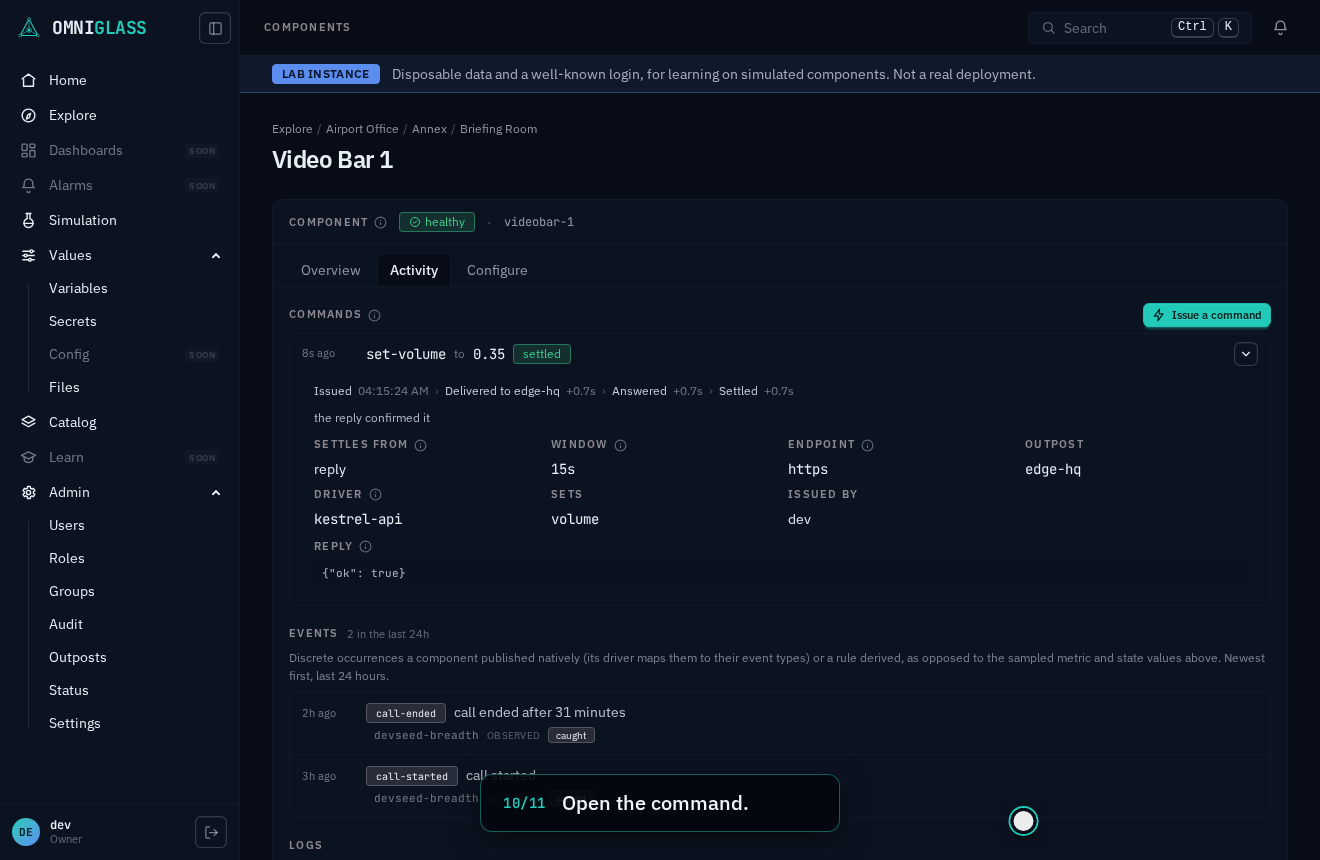 OMNIGLASS
COMPONENTS
Search
Ctrl K
Home
Explore
Dashboards SOON
Alarms SOON
Simulation
Values
Variables
Secrets
Config SOON
Files
Catalog
Learn SOON
Admin
Users
Roles
Groups
Audit
Outposts
Status
Settings
DE dev
Owner
LAB INSTANCE Disposable data and a well-known login, for learning on simulated components. Not a real deployment.
Explore / Airport Office / Annex / Briefing Room
Video Bar 1
COMPONENT healthy · videobar-1
Overview Activity Configure
COMMANDS Issue a command
8s ago set-volume to 0.35 settled
Issued 04:15:24 AM › Delivered to edge-hq +0.7s › Answered +0.7s › Settled +0.7s
the reply confirmed it
SETTLES FROM WINDOW ENDPOINT OUTPOST
reply 15s https edge-hq
DRIVER SETS ISSUED BY
kestrel-api volume dev
REPLY
{"ok": true}
EVENTS 2 in the last 24h
Discrete occurrences a component published natively (its driver maps them to their event types) or a rule derived, as opposed to the sampled metric and state values above. Newest
first, last 24 hours.
2h ago call-ended call ended after 31 minutes
devseed-breadth OBSERVED caught
3h ago call-started call started
devseed-breadth
10/11 Open the command.
LOGS